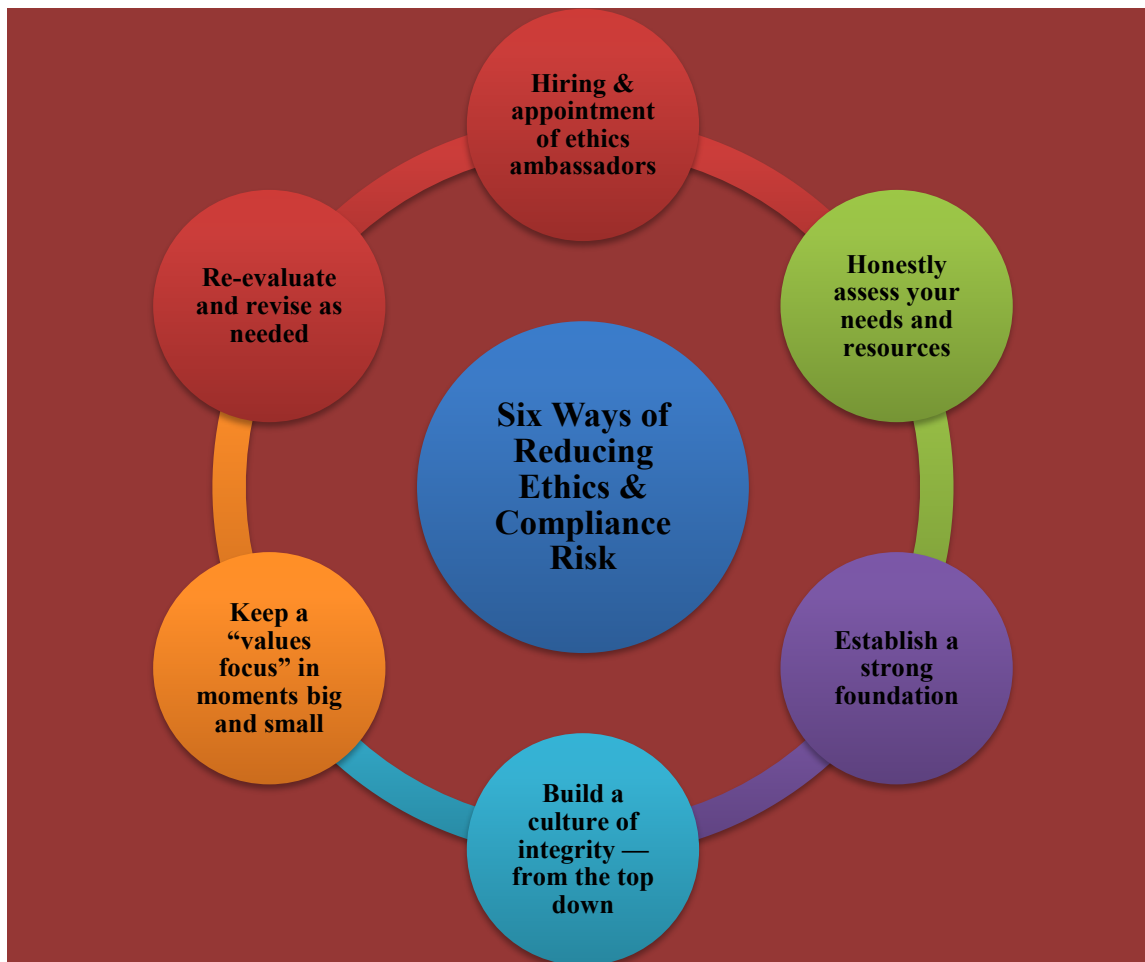 Hiring &
appointment
of ethics
ambassadors
Honestly
assess your
needs and
resources
Establish a
strong
foundation
Build a
culture of
integrity —
from the top
down
Keep a
“values
focus” in
moments big
and small
Re-evaluate
and revise as
needed
Six Ways of
Reducing
Ethics &
Compliance
Risk